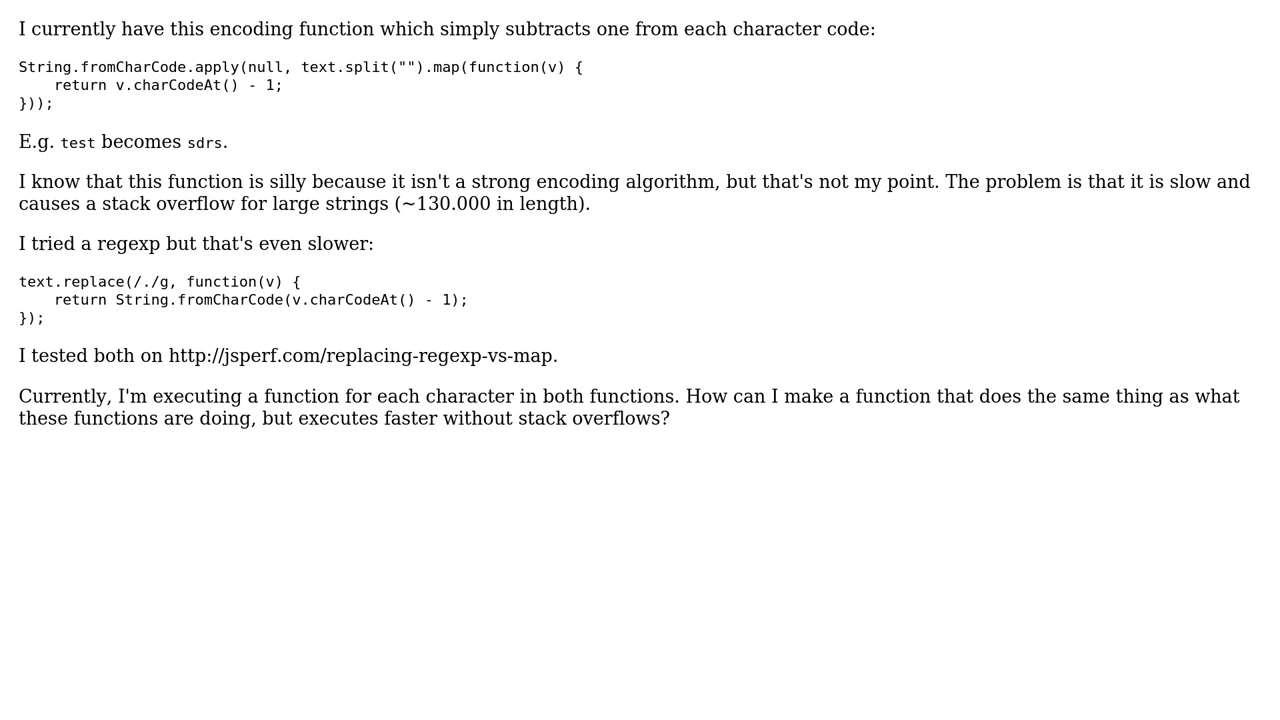 I currently have this encoding function which simply subtracts one from each character code:
String.fromCharCode.apply(null, text.split("").map(function(v) {
    return v.charCodeAt() - 1;
}));
E.g. test becomes sdrs.
I know that this function is silly because it isn't a strong encoding algorithm, but that's not my point. The problem is that it is slow and
causes a stack overflow for large strings (~130.000 in length).
I tried a regexp but that's even slower:
text.replace(/./g, function(v) {
    return String.fromCharCode(v.charCodeAt() - 1);
});
I tested both on http://jsperf.com/replacing-regexp-vs-map.
Currently, I'm executing a function for each character in both functions. How can I make a function that does the same thing as what
these functions are doing, but executes faster without stack overflows?